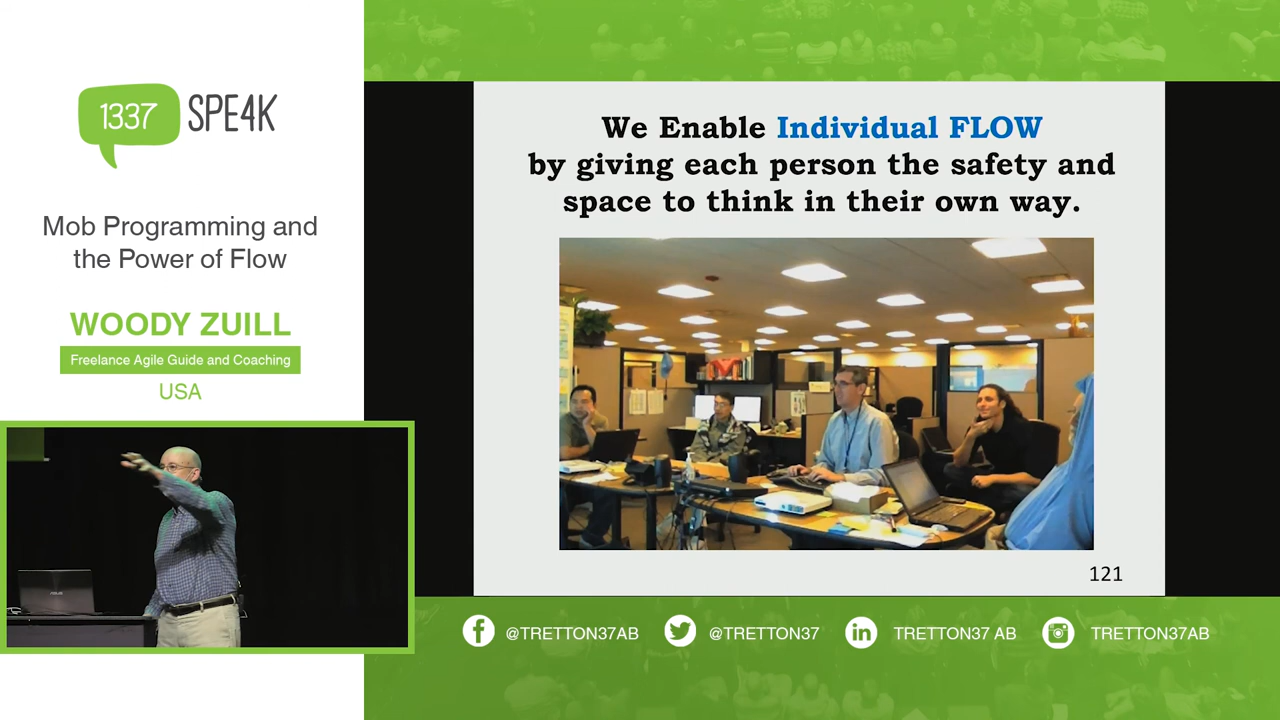 1337 SPE4K
Mob Programming and
the Power of Flow
WOODY ZUILL
Freelance Agile Guide and Coaching
USA
We Enable Individual FLOW
by giving each person the safety and
space to think in their own way.
121
@TRETTON37AB
@TRETTON37
TRETTON37 AB
TRETTON37AB
ASUS